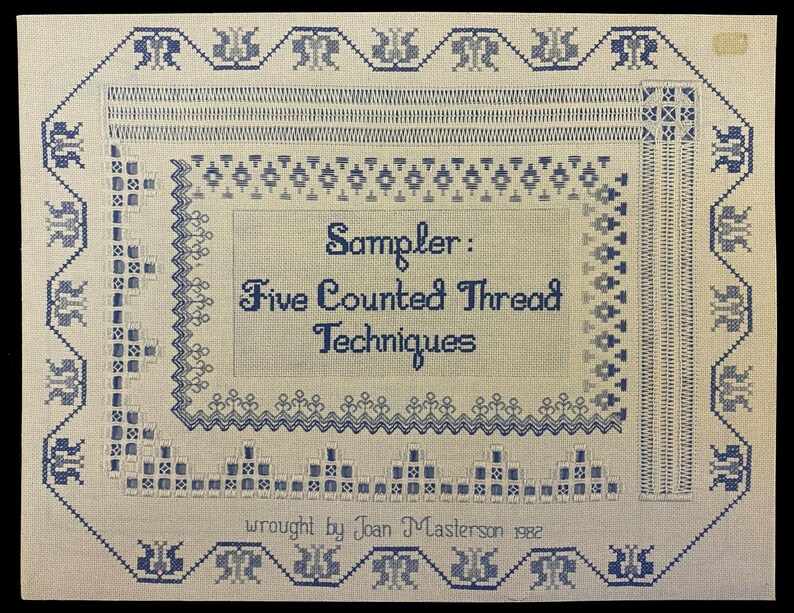 Sampler:
Five Counted Thread
Techniques
wrought by Joan Masterson 1982